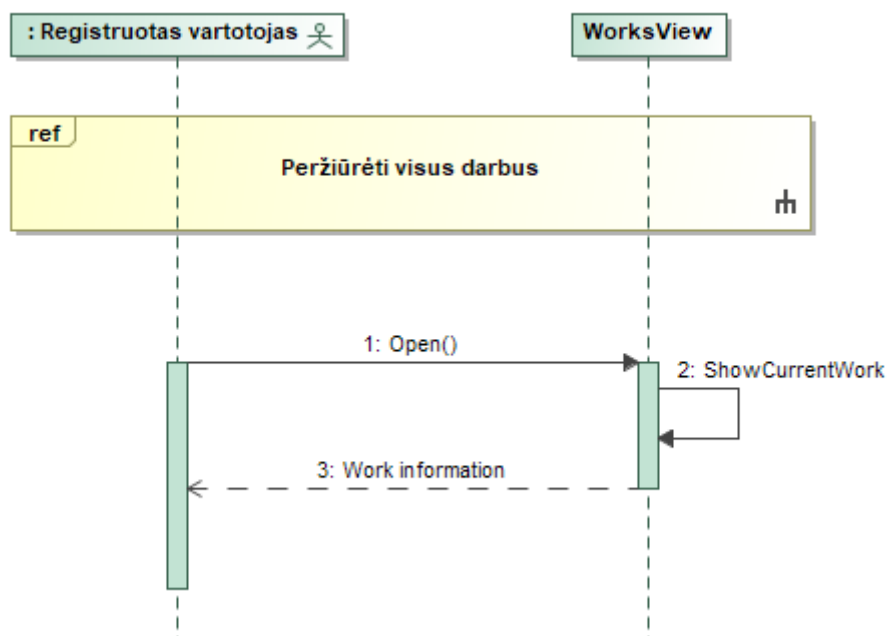 : Registruotas vartotojas
WorksView
ref
Peržiūrėti visus darbus
1: Open()
2: ShowCurrentWork
3: Work information